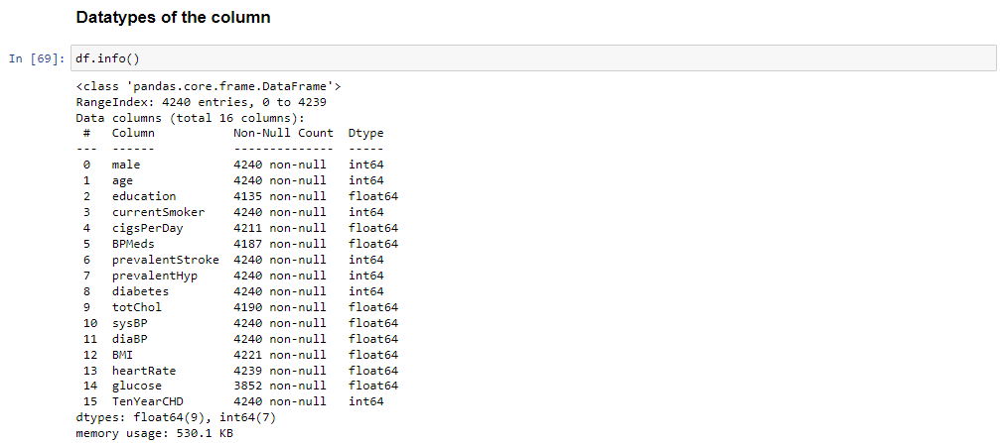 Datatypes of the column
In [69]: df.info()
<class 'pandas.core.frame.DataFrame'>
RangeIndex: 4240 entries, 0 to 4239
Data columns (total 16 columns):
 #   Column           Non-Null Count  Dtype
---  ------           --------------  -----
 0   male             4240 non-null   int64
 1   age              4240 non-null   int64
 2   education        4135 non-null   float64
 3   currentSmoker    4240 non-null   int64
 4   cigsPerDay       4211 non-null   float64
 5   BPMeds           4187 non-null   float64
 6   prevalentStroke  4240 non-null   int64
 7   prevalentHyp     4240 non-null   int64
 8   diabetes         4240 non-null   int64
 9   totChol          4190 non-null   float64
 10  sysBP            4240 non-null   float64
 11  diaBP            4240 non-null   float64
 12  BMI              4221 non-null   float64
 13  heartRate        4239 non-null   float64
 14  glucose          3852 non-null   float64
 15  TenYearCHD       4240 non-null   int64
dtypes: float64(9), int64(7)
memory usage: 530.1 KB